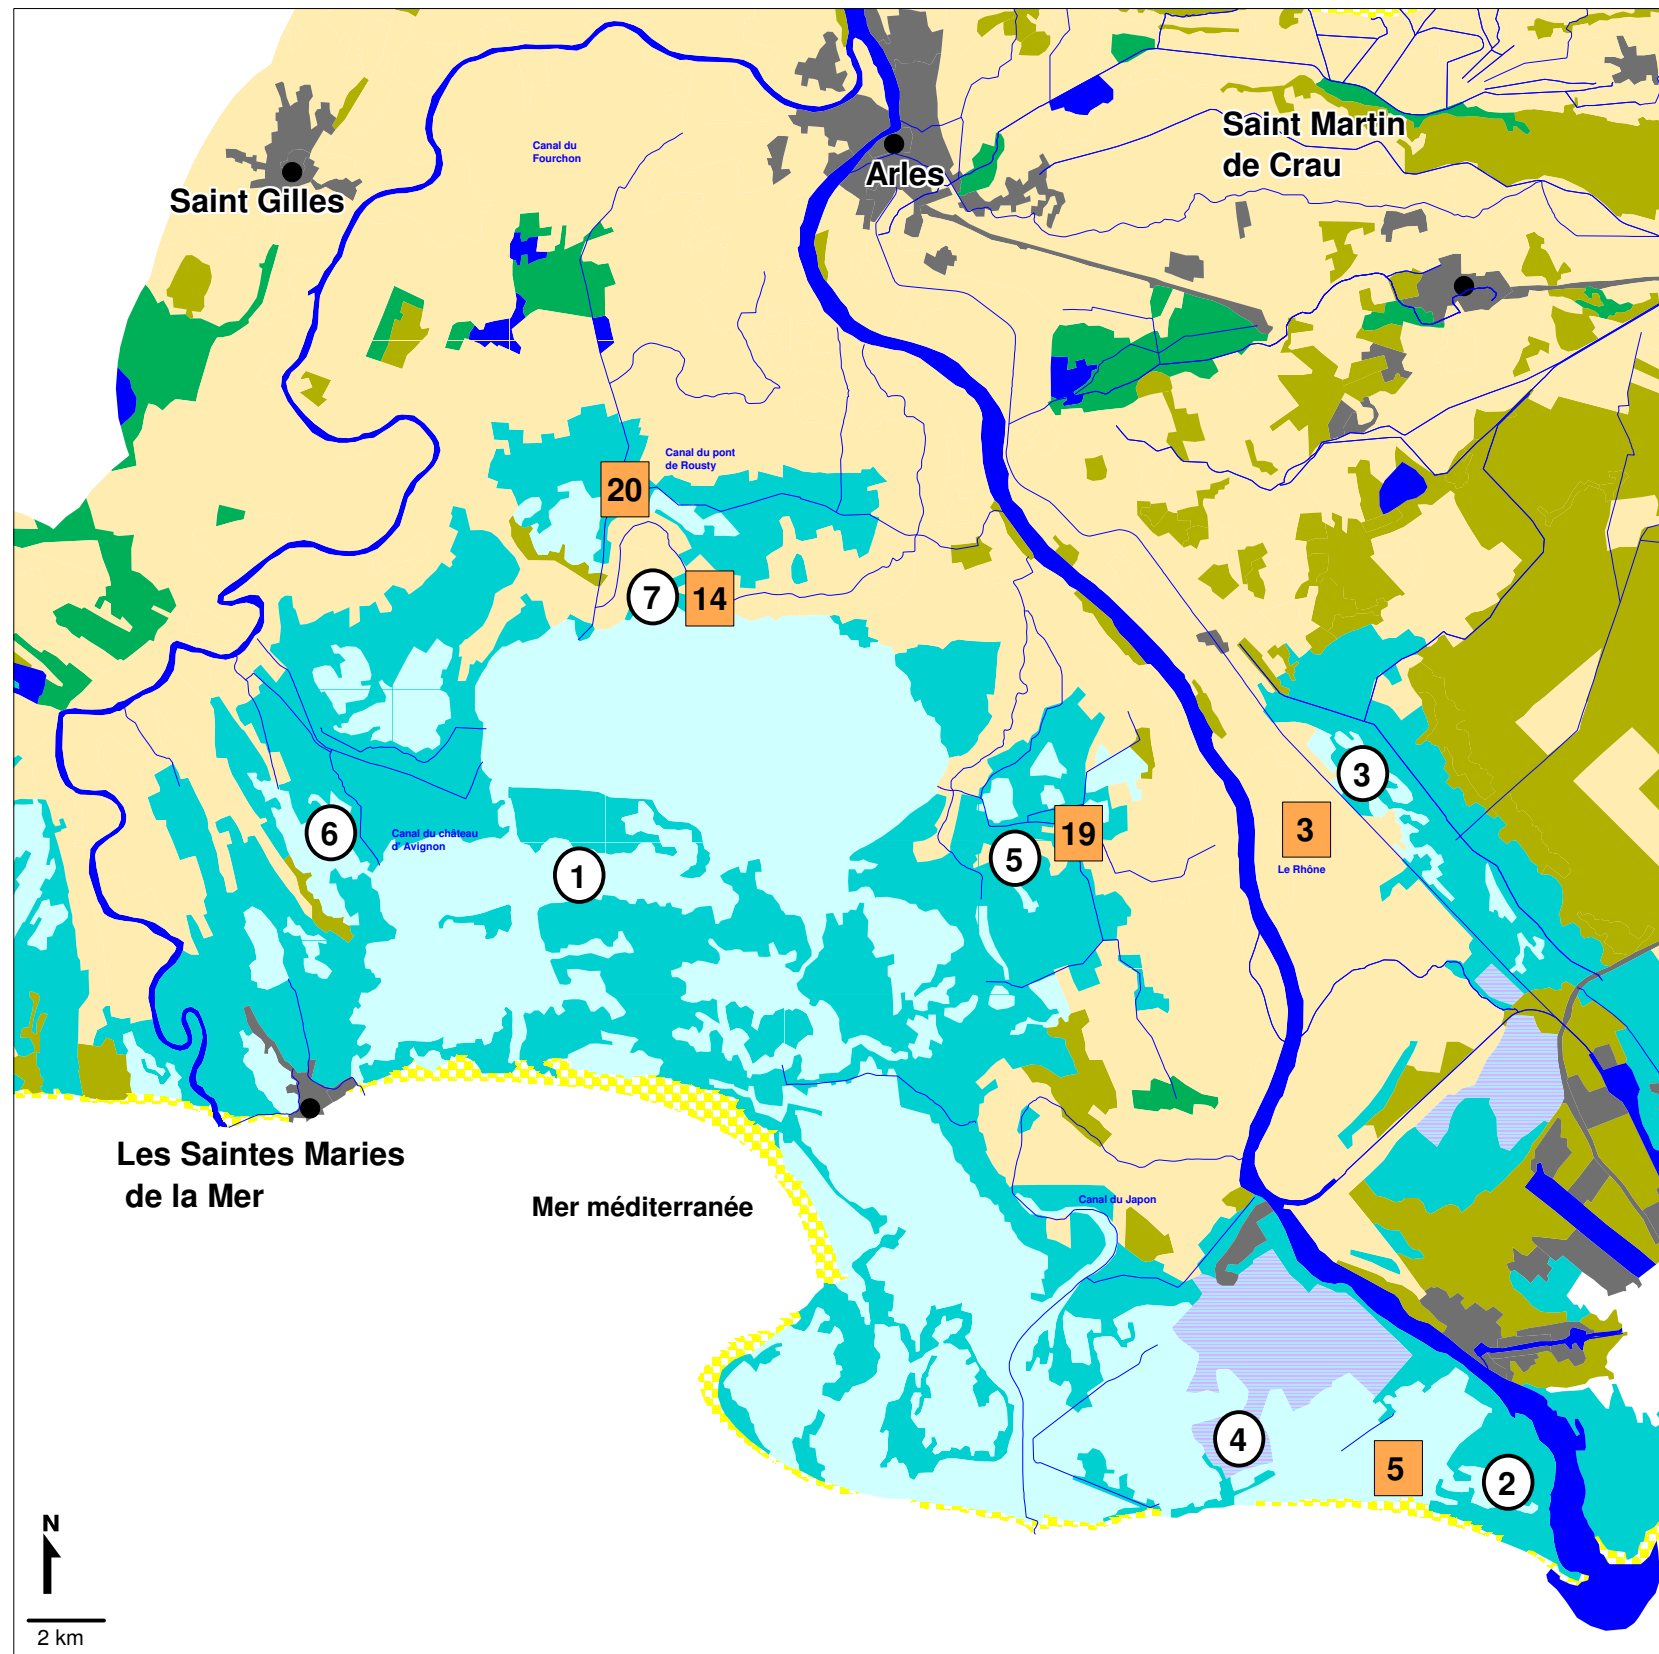 Saint Martin
de Crau
Canal du
Fourchon
Arles
Saint Gilles
Canal du pont
de Rousty
20
7
14
3
3
19
6
Canal du château
d' Avignon
5
1
Le Rhône
Les Saintes Maries
de la Mer
Mer méditerranée
Canal du Japon
4
5
2
N
2 km